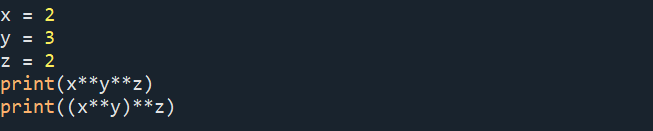 x = 2
y = 3
z = 2
print(x**y**z)
print((x**y)**z)